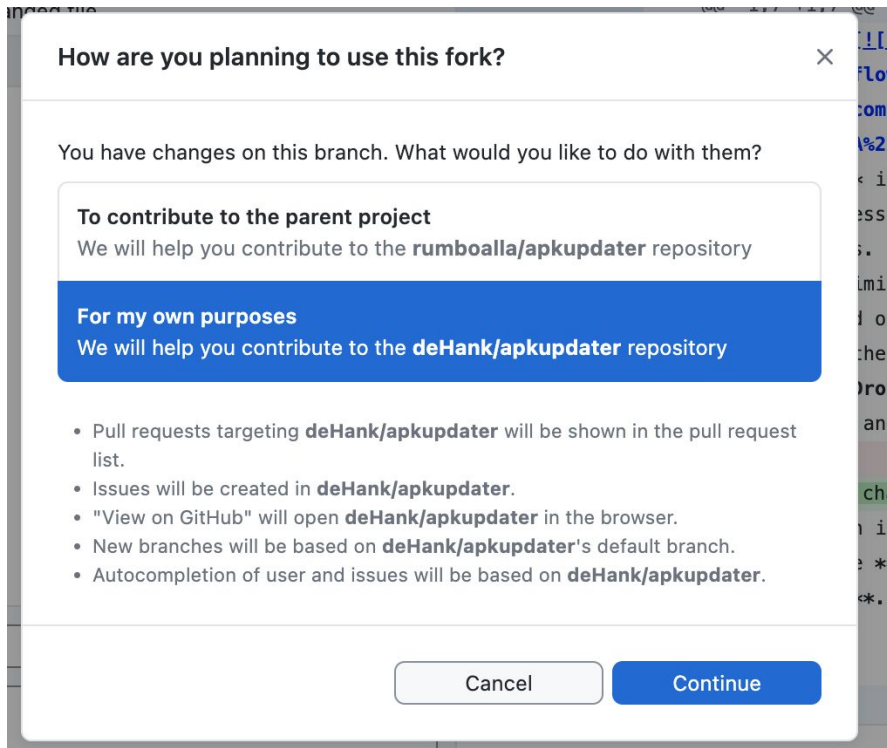 How are you planning to use this fork?
You have changes on this branch. What would you like to do with them?
To contribute to the parent project
We will help you contribute to the rumboalla/apkupdater repository
For my own purposes
We will help you contribute to the deHank/apkupdater repository
• Pull requests targeting deHank/apkupdater will be shown in the pull request
list.
• Issues will be created in deHank/apkupdater.
• "View on GitHub" will open deHank/apkupdater in the browser.
• New branches will be based on deHank/apkupdater's default branch.
• Autocompletion of user and issues will be based on deHank/apkupdater.
Cancel
Continue